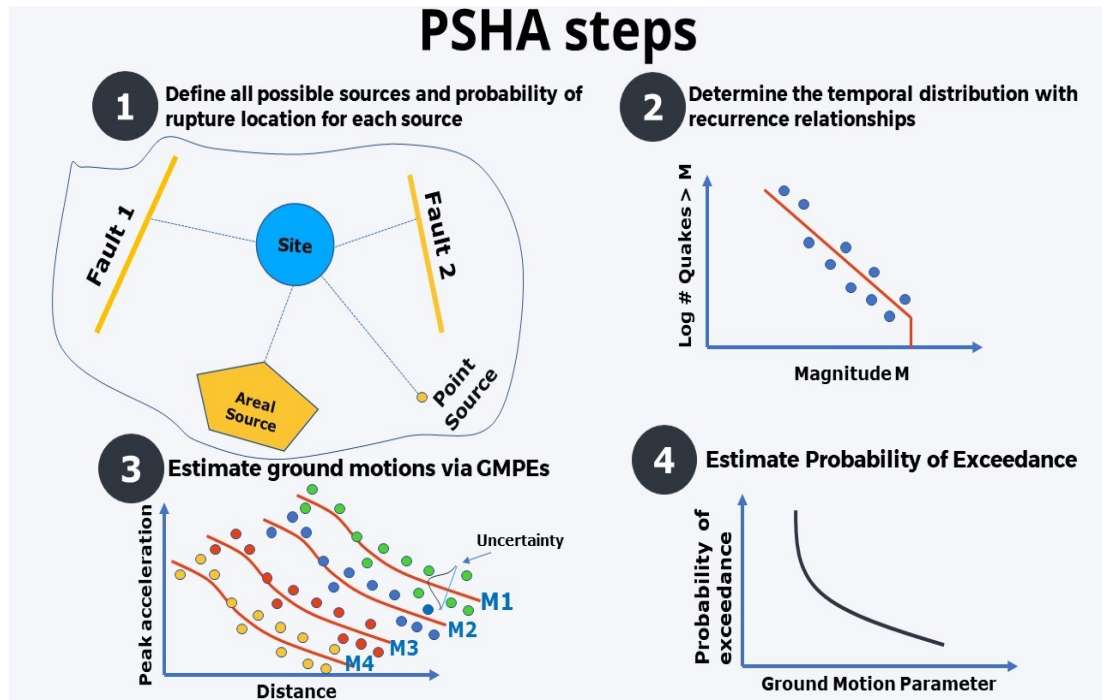 PSHA steps
1
Define all possible sources and probability of
rupture location for each source
Fault 1
Site
Fault 2
Areal
Source
Point
Source
2
Determine the temporal distribution with
recurrence relationships
Log # Quakes > M
Magnitude M
3
Estimate ground motions via GMPEs
Peak acceleration
Uncertainty
M1
M2
M3
M4
Distance
4
Estimate Probability of Exceedance
Probability of
exceedance
Ground Motion Parameter